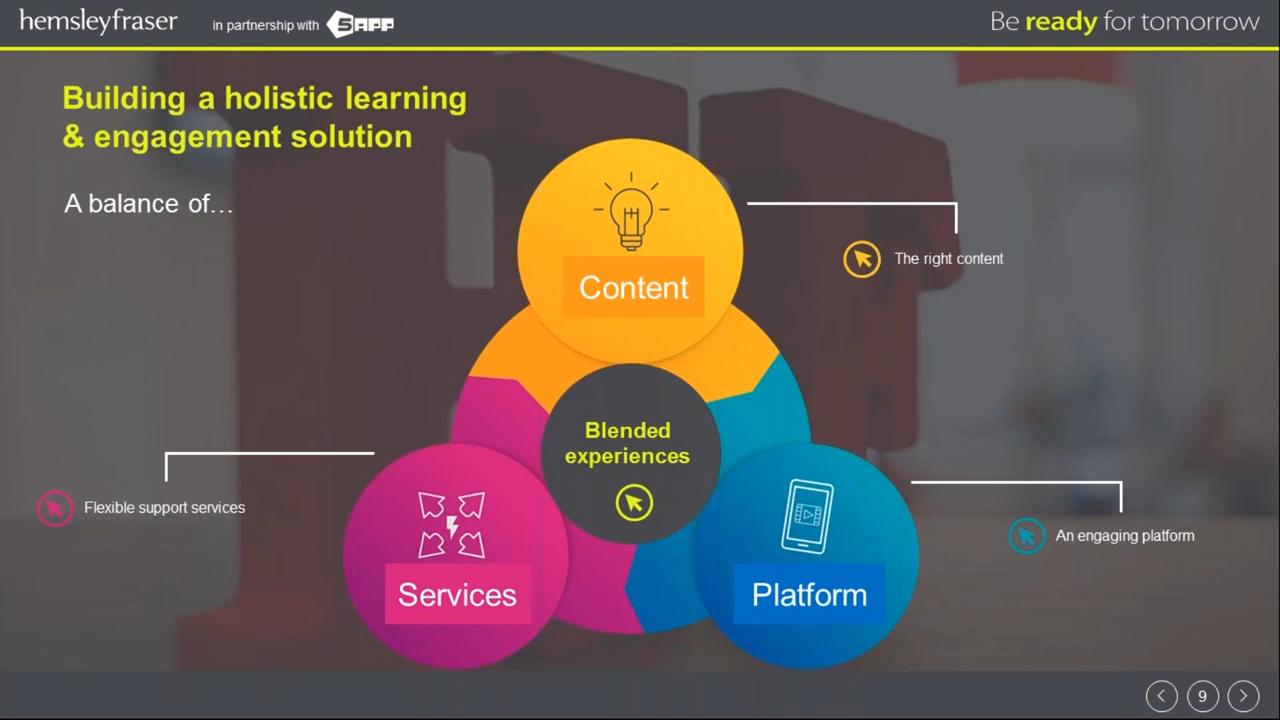 hemsleyfraser
in partnership with 5APP
Be ready for tomorrow
Building a holistic learning
& engagement solution
A balance of...
Content
The right content
Blended
experiences
Flexible support services
An engaging platform
Services
Platform
9